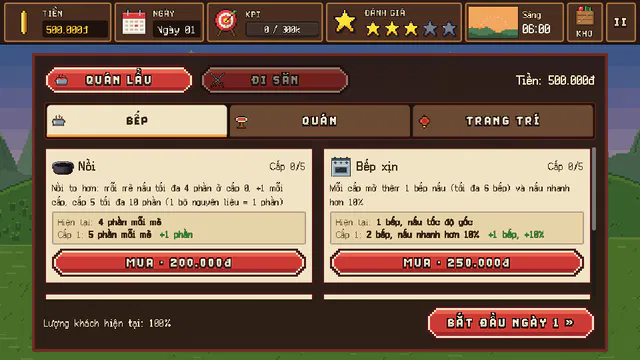 TIỀN
500.000đ
NGÀY
Ngày 01
KPI
0 / 300k
ĐÁNH GIÁ
Sáng
06:00
KHO
QUÁN LẨU
ĐI SĂN
Tiền: 500.000đ
BẾP
QUÁN
TRANG TRÍ
Nồi
Cấp 0/5
Nồi to hơn: mỗi mẻ nấu tối đa 4 phần ở cấp 0, +1 mỗi
cấp, cấp 5 tối đa 10 phần (1 bộ nguyên liệu = 1 phần)
Hiện tại: 4 phần mỗi mẻ
Cấp 1: 5 phần mỗi mẻ +1 phần
MUA · 200.000đ
Bếp xịn
Cấp 0/5
Mỗi cấp mở thêm 1 bếp nấu (tối đa 6 bếp) và nấu nhanh
hơn 10%
Hiện tại: 1 bếp, nấu tốc độ gốc
Cấp 1: 2 bếp, nấu nhanh hơn 10% +1 bếp, +10%
MUA · 250.000đ
Lượng khách hiện tại: 100%
BẮT ĐẦU NGÀY 1 »